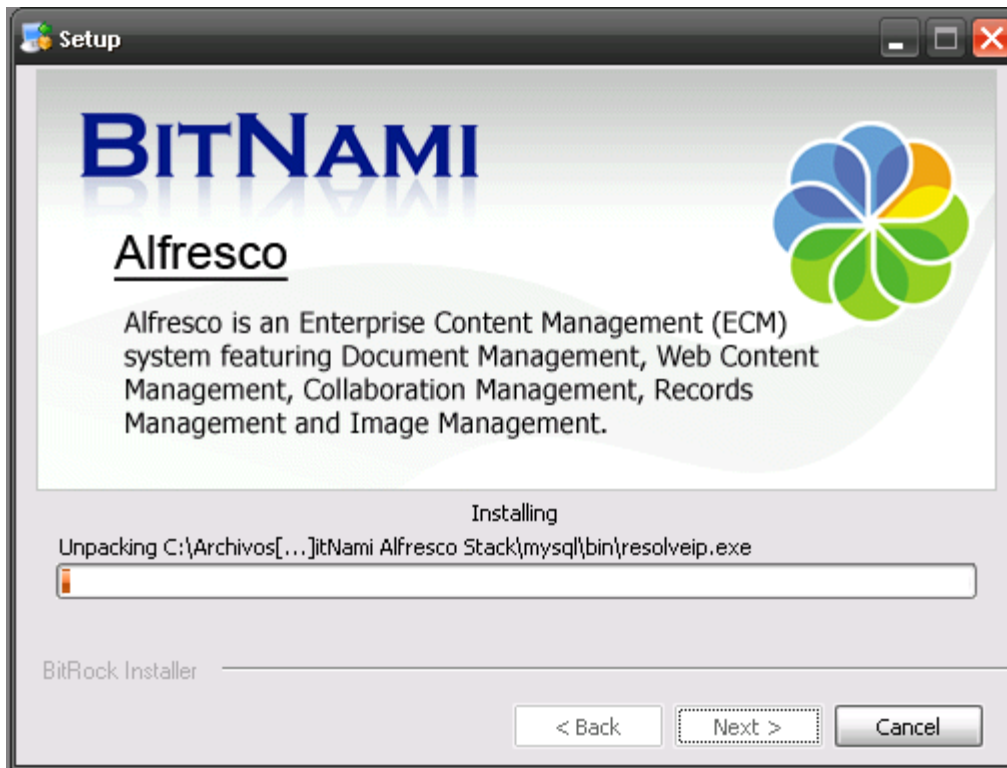 Setup
BITNAMI
Alfresco
Alfresco is an Enterprise Content Management (ECM)
system featuring Document Management, Web Content
Management, Collaboration Management, Records
Management and Image Management.
Installing
Unpacking C:\Archivos[...]itNami Alfresco Stack\mysql\bin\resolveip.exe
BitRock Installer
< Back
Next >
Cancel